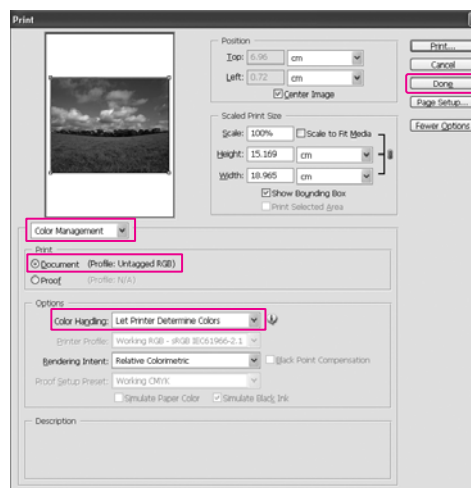 Print
Position
Top: 6.96 cm
Left: 0.72 cm
Center Image
Scaled Print Size
Scale: 100% Scale to Fit Media
Height: 15.169 cm
Width: 18.965 cm
Show Bounding Box
Print Selected Area
Print...
Cancel
Done
Page Setup...
Fewer Options
Color Management
Print
Document (Profile: Untagged RGB)
Proof (Profile: N/A)
Options
Color Handling: Let Printer Determine Colors
Printer Profile: Working RGB - sRGB IEC61966-2.1
Rendering Intent: Relative Colorimetric Black Point Compensation
Proof Setup Preset: Working CMYK
Simulate Paper Color Simulate Black Ink
Description